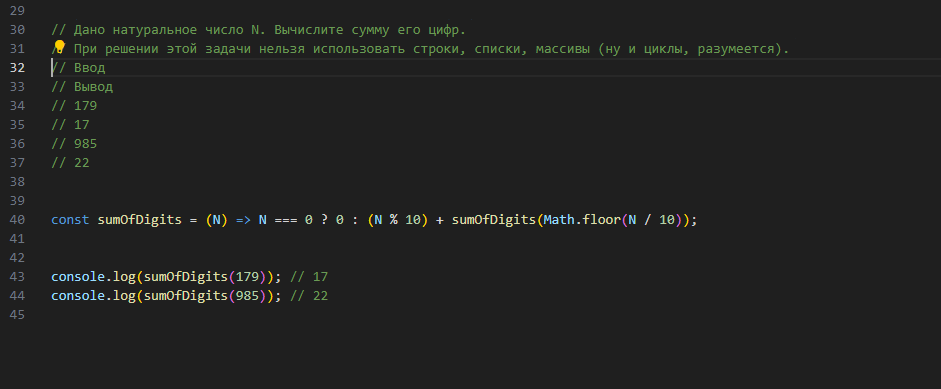 29
30 // Дано натуральное число N. Вычислите сумму его цифр.
31 // При решении этой задачи нельзя использовать строки, списки, массивы (ну и циклы, разумеется).
32 // Ввод
33 // Вывод
34 // 179
35 // 17
36 // 985
37 // 22
38
39
40 const sumOfDigits = (N) => N === 0 ? 0 : (N % 10) + sumOfDigits(Math.floor(N / 10));
41
42
43 console.log(sumOfDigits(179)); // 17
44 console.log(sumOfDigits(985)); // 22
45